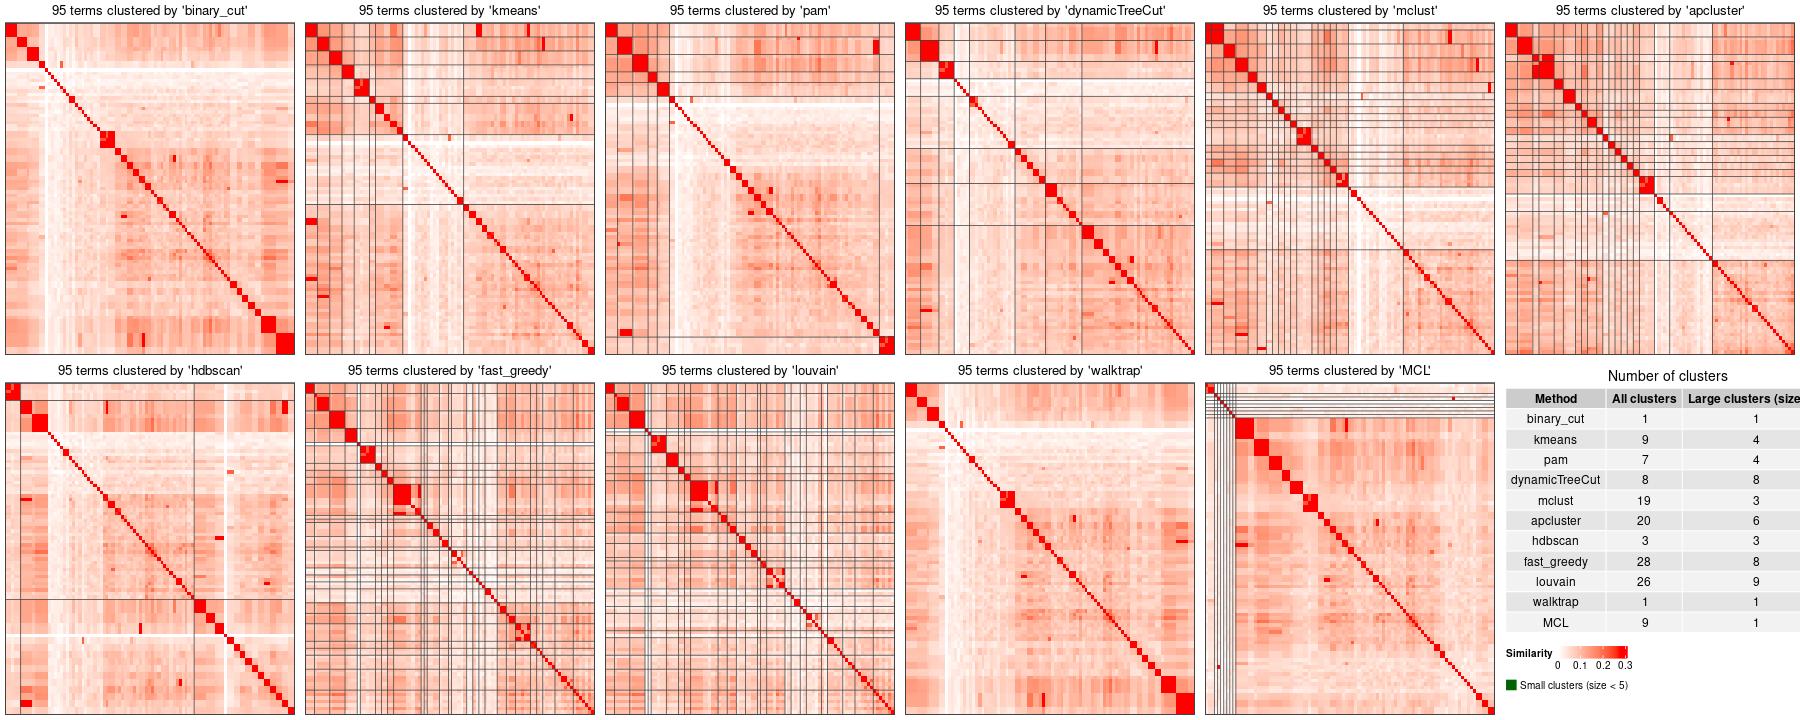 95 terms clustered by 'binary_cut'
95 terms clustered by 'kmeans'
95 terms clustered by 'pam'
95 terms clustered by 'dynamicTreeCut'
95 terms clustered by 'mclust'
95 terms clustered by 'apcluster'
95 terms clustered by 'hdbscan'
95 terms clustered by 'fast_greedy'
95 terms clustered by 'louvain'
95 terms clustered by 'walktrap'
95 terms clustered by 'MCL'
Number of clusters
Method All clusters Large clusters (size
binary_cut 1 1
kmeans 9 4
pam 7 4
dynamicTreeCut 8 8
mclust 19 3
apcluster 20 6
hdbscan 3 3
fast_greedy 28 8
louvain 26 9
walktrap 1 1
MCL 9 1
Similarity
0 0.1 0.2 0.3
Small clusters (size < 5)